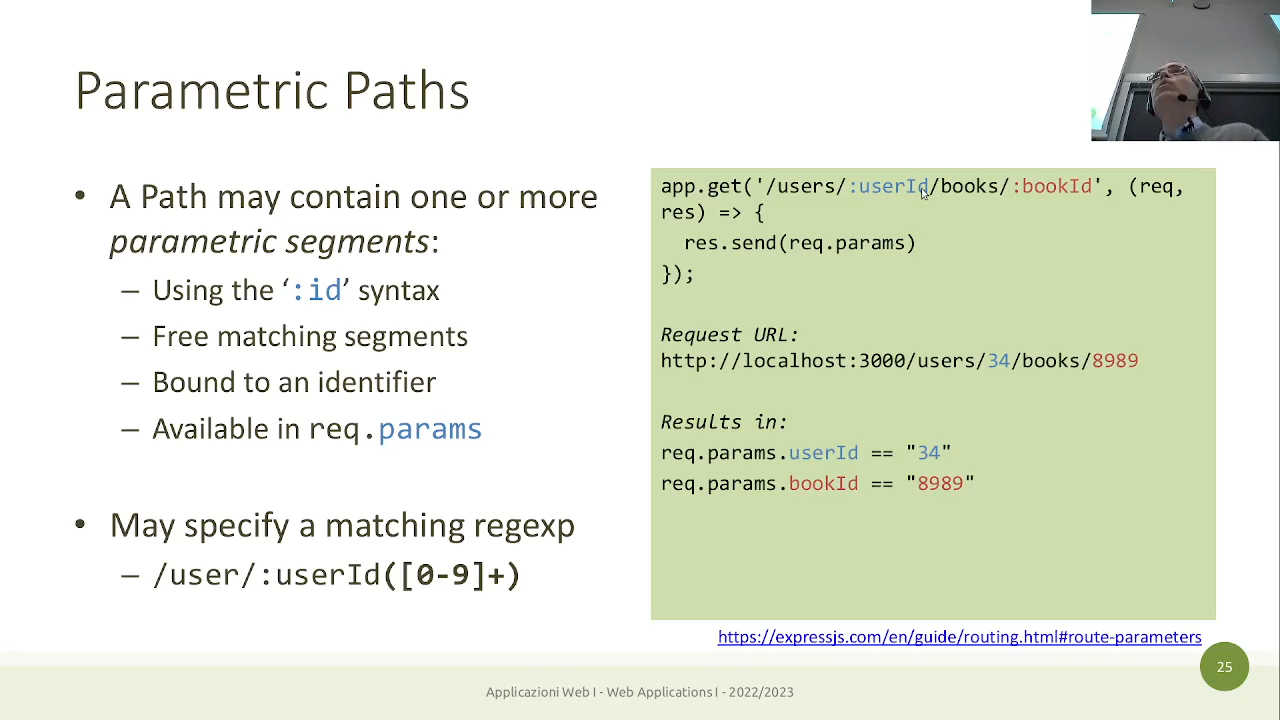 Parametric Paths
• A Path may contain one or more
parametric segments:
– Using the ‘:id’ syntax
– Free matching segments
– Bound to an identifier
– Available in req.params
• May specify a matching regexp
– /user/:userId([0-9]+)
app.get('/users/:userId/books/:bookId', (req,
res) => {
res.send(req.params)
});
Request URL:
http://localhost:3000/users/34/books/8989
Results in:
req.params.userId == "34"
req.params.bookId == "8989"
https://expressjs.com/en/guide/routing.html#route-parameters
Applicazioni Web I - Web Applications I - 2022/2023
25